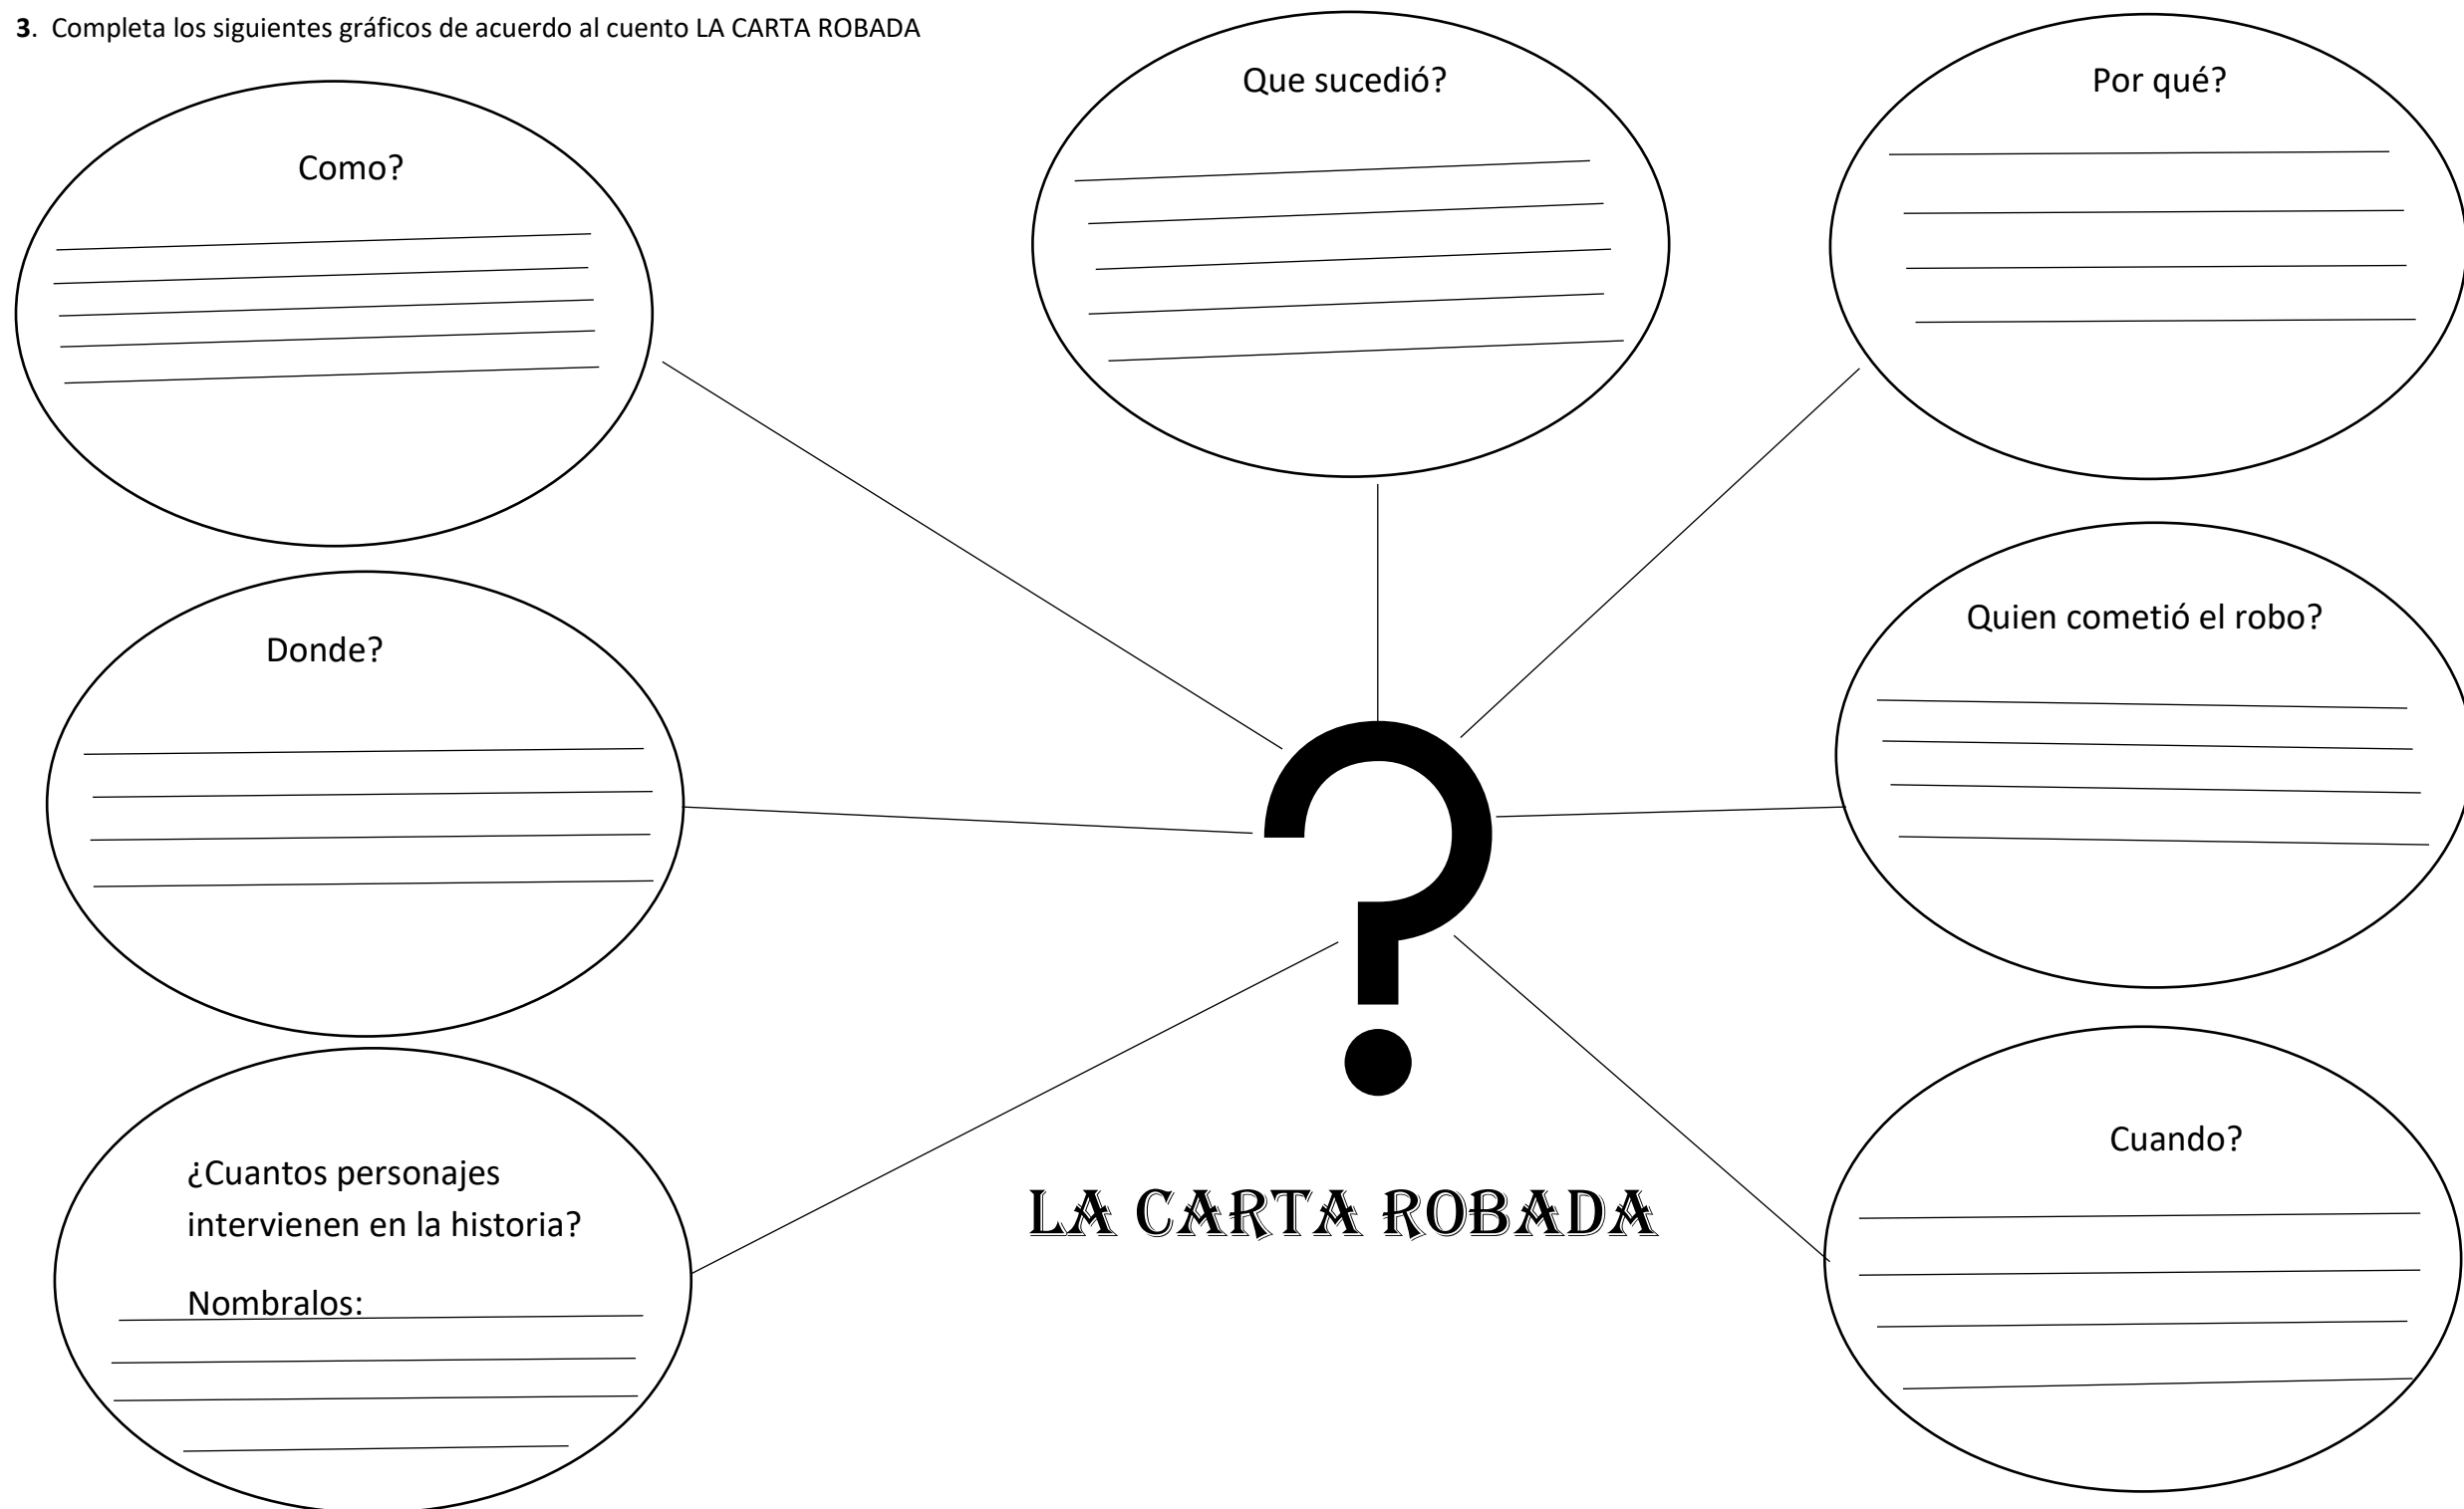 3. Completa los siguientes gráficos de acuerdo al cuento LA CARTA ROBADA
Como?
Que sucedió?
Por qué?
Donde?
Quien cometió el robo?
¿Cuantos personajes
intervienen en la historia?
Nombralos:
LA CARTA ROBADA
Cuando?